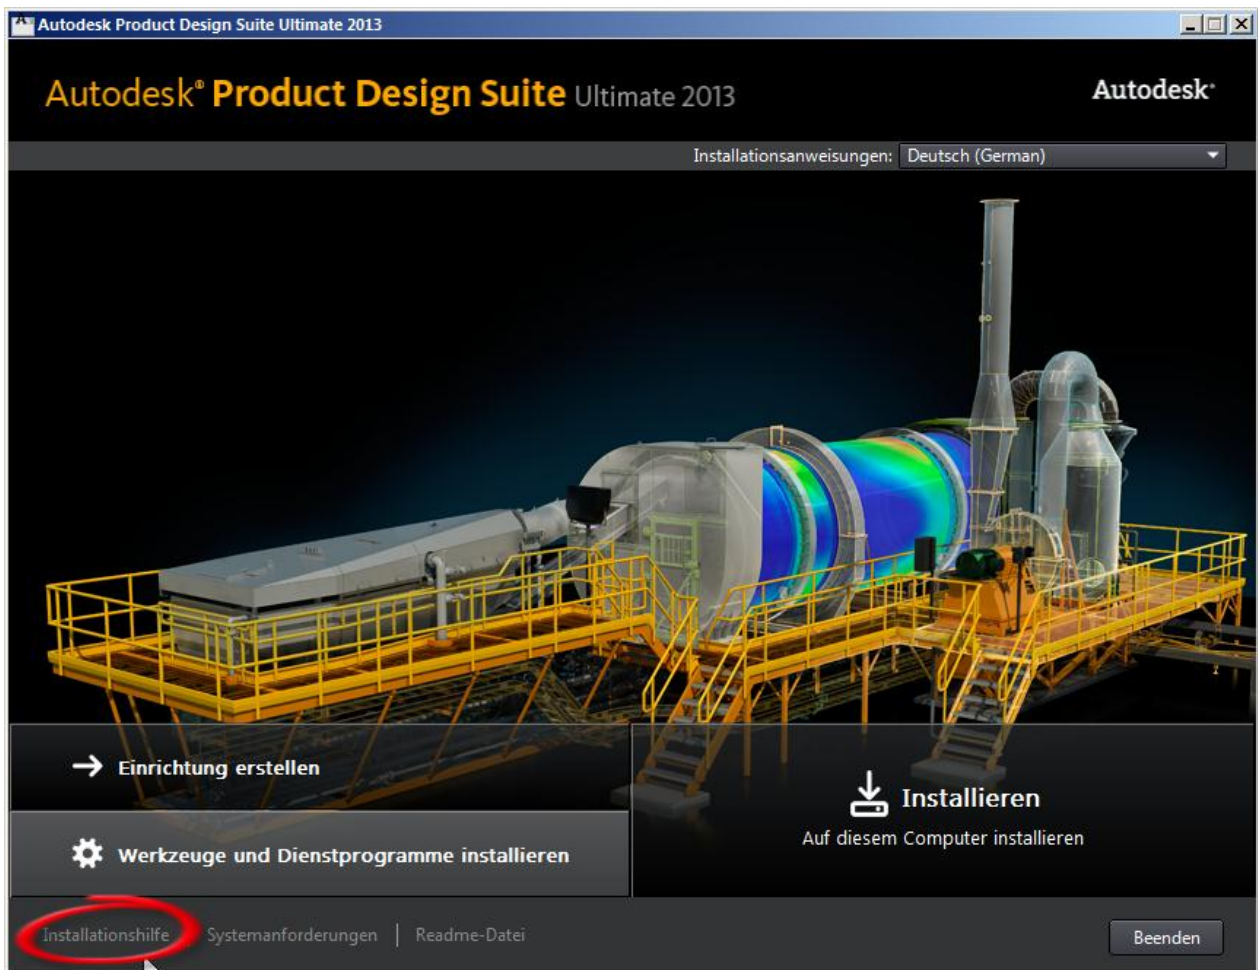 Autodesk Product Design Suite Ultimate 2013
Autodesk® Product Design Suite Ultimate 2013
Autodesk®
Installationsanweisungen: Deutsch (German)
Einrichtung erstellen
Installieren
Auf diesem Computer installieren
Werkzeuge und Dienstprogramme installieren
Installationshilfe Systemanforderungen | Readme-Datei
Beenden